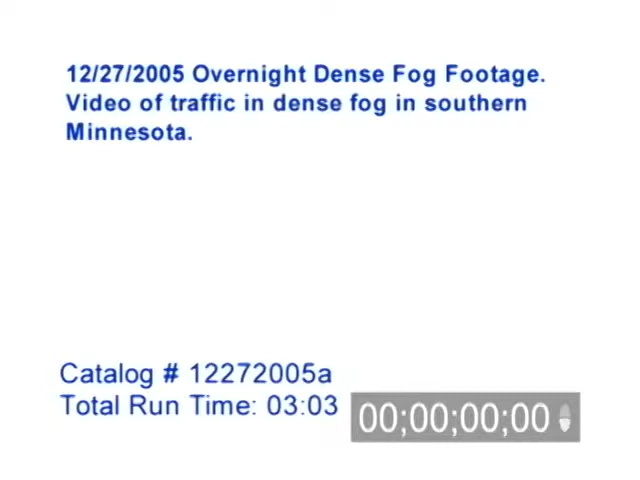 12/27/2005 Overnight Dense Fog Footage.
Video of traffic in dense fog in southern
Minnesota.
Catalog # 12272005a
Total Run Time: 03:03
00;00;00;00